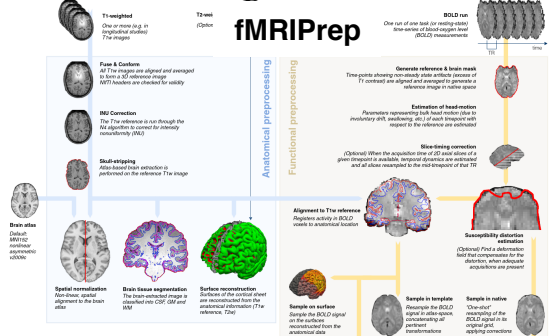 fMRIPrep
T1-weighted
One or more (e.g. in
longitudinal studies)
T1w images
T2-wei
(Option
BOLD run
One run of one task (or resting-state)
time-series of blood-oxygen level
(BOLD) measurements
TR
time
Anatomical preprocessing
Fuse & Conform
All T1w images are aligned and averaged
to form a 3D reference image
NIfTI headers are checked for validity
INU Correction
The T1w reference is run through the
N4 algorithm to correct for intensity
nonuniformity (INU)
Skull-stripping
Atlas-based brain extraction is
performed on the reference T1w image
Brain atlas
Default:
MNI152
nonlinear
asymmetric
v2009c
Spatial normalization
Non-linear, spatial
alignment to the brain
atlas
Brain tissue segmentation
The brain-extracted image is
classified into CSF, GM and
WM
Surface reconstruction
Surfaces of the cortical sheet
are reconstructed from the
anatomical information (T1w
reference, T2w)
Functional preprocessing
Generate reference & brain mask
Time-points showing non-steady state artifacts (excess of
T1 contrast) are aligned and averaged to generate a
reference image in native space
Estimation of head-motion
Parameters representing bulk head motion (due to
involuntary drift, swallowing, etc.) of each timepoint with
respect to the reference are estimated
Slice-timing correction
(Optional) When the acquisition time of 2D axial slices of a
given timepoint is available, temporal dynamics are estimated
and all slices resampled to the mid-timepoint of that TR
Alignment to T1w reference
Registers activity in BOLD
voxels to anatomical location
Susceptibility distortion
estimation
(Optional) Find a deformation
field that compensates for the
distortion, when adequate
acquisitions are present
Sample on surface
Sample the BOLD signal
on the surfaces
reconstructed from the
anatomical data
Sample in template
Resample the BOLD
signal in atlas-space,
concatenating all
pertinent
transformations
Sample in native
"One-shot"
resampling of the
BOLD signal in its
original grid,
applying corrections